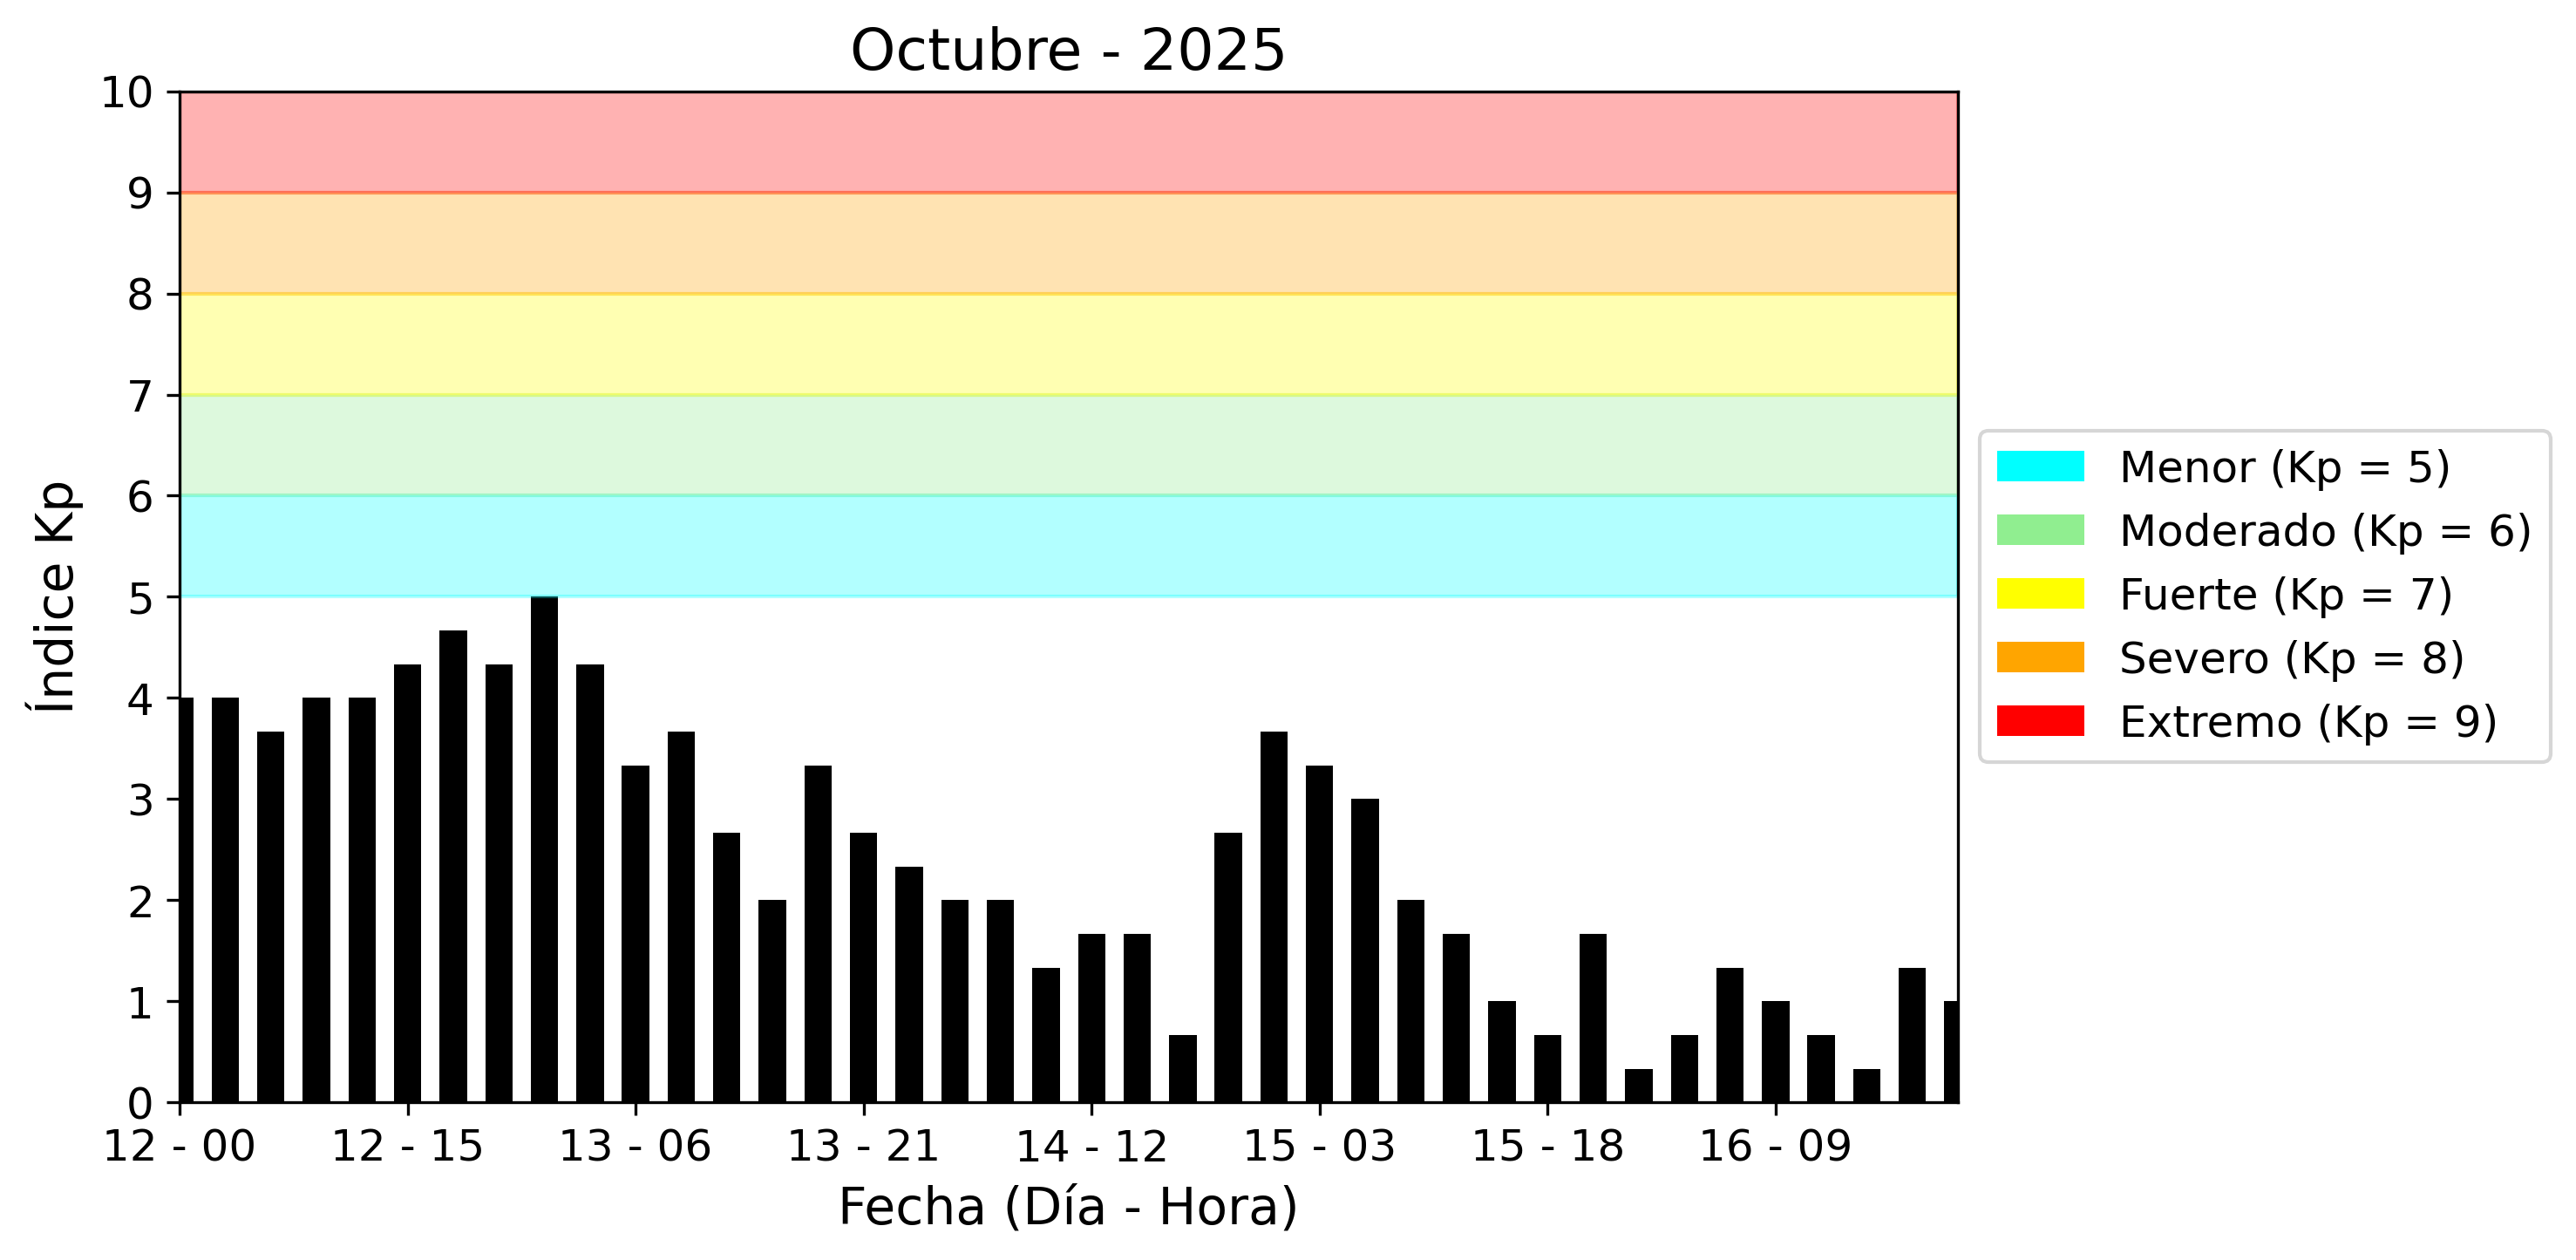 Octubre - 2025
10
9
8
7
6
5
4
3
2
1
0
Índice Kp
12 - 00
12 - 15
13 - 06
13 - 21
14 - 12
15 - 03
15 - 18
16 - 09
Fecha (Día - Hora)
Menor (Kp = 5)
Moderado (Kp = 6)
Fuerte (Kp = 7)
Severo (Kp = 8)
Extremo (Kp = 9)